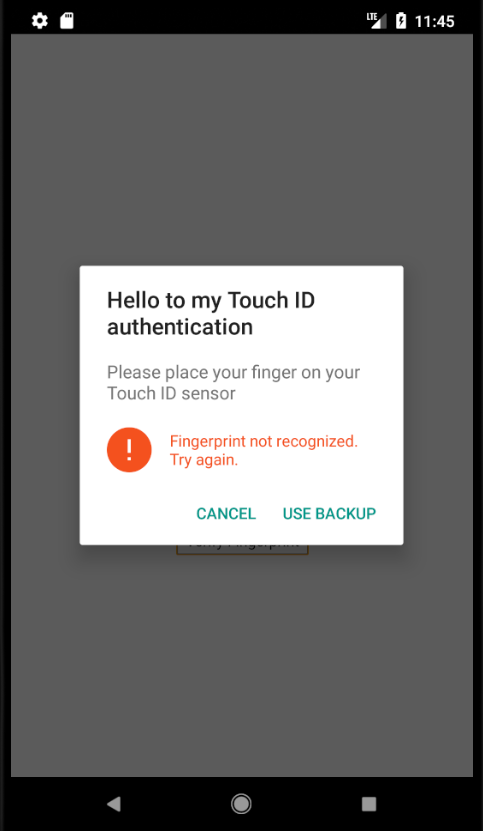 LTE 11:45
Hello to my Touch ID
authentication
Please place your finger on your
Touch ID sensor
!
Fingerprint not recognized.
Try again.
CANCEL USE BACKUP